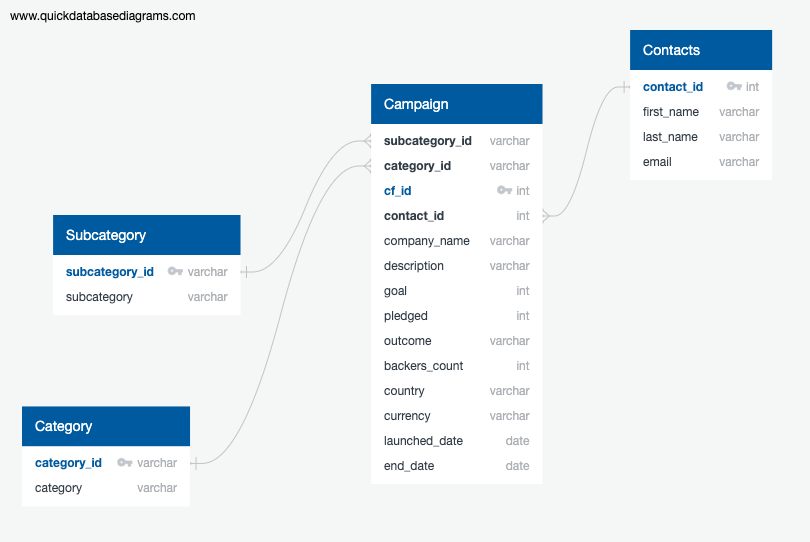 www.quickdatabasediagrams.com
Contacts
contact_id int
first_name varchar
last_name varchar
email varchar
Campaign
subcategory_id varchar
category_id varchar
cf_id int
contact_id int
company_name varchar
description varchar
goal int
pledged int
outcome varchar
backers_count int
country varchar
currency varchar
launched_date date
end_date date
Subcategory
subcategory_id varchar
subcategory varchar
Category
category_id varchar
category varchar